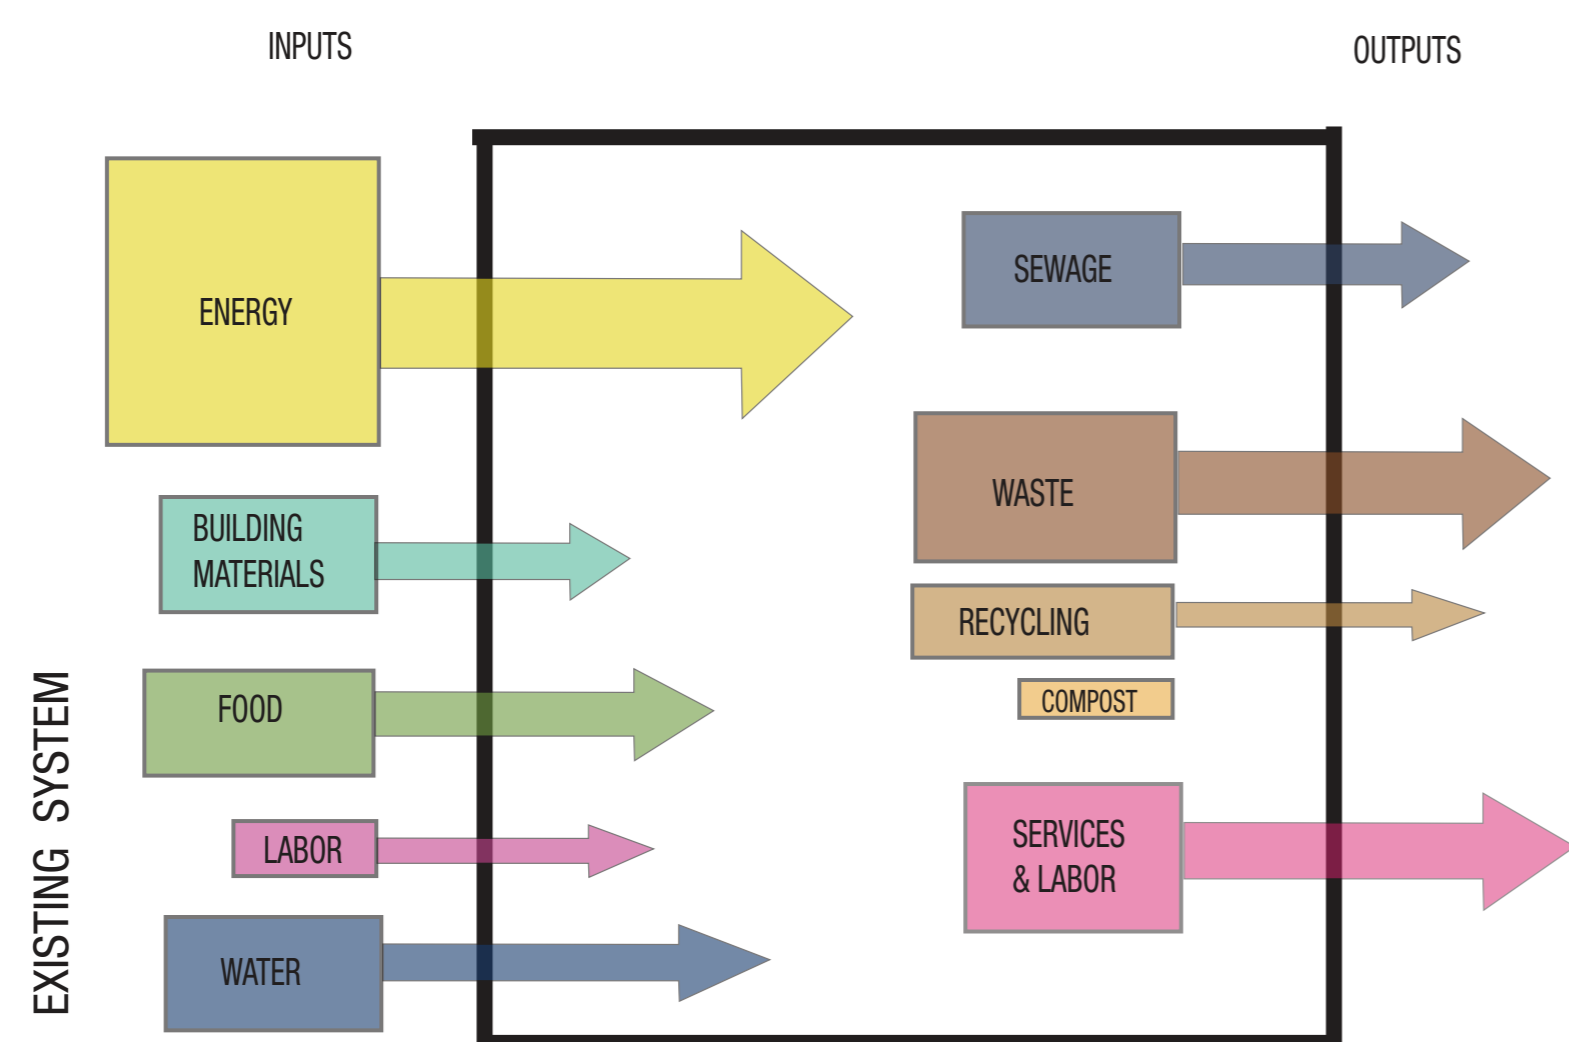 INPUTS
OUTPUTS
EXISTING SYSTEM
ENERGY
BUILDING
MATERIALS
FOOD
LABOR
WATER
SEWAGE
WASTE
RECYCLING
COMPOST
SERVICES
& LABOR